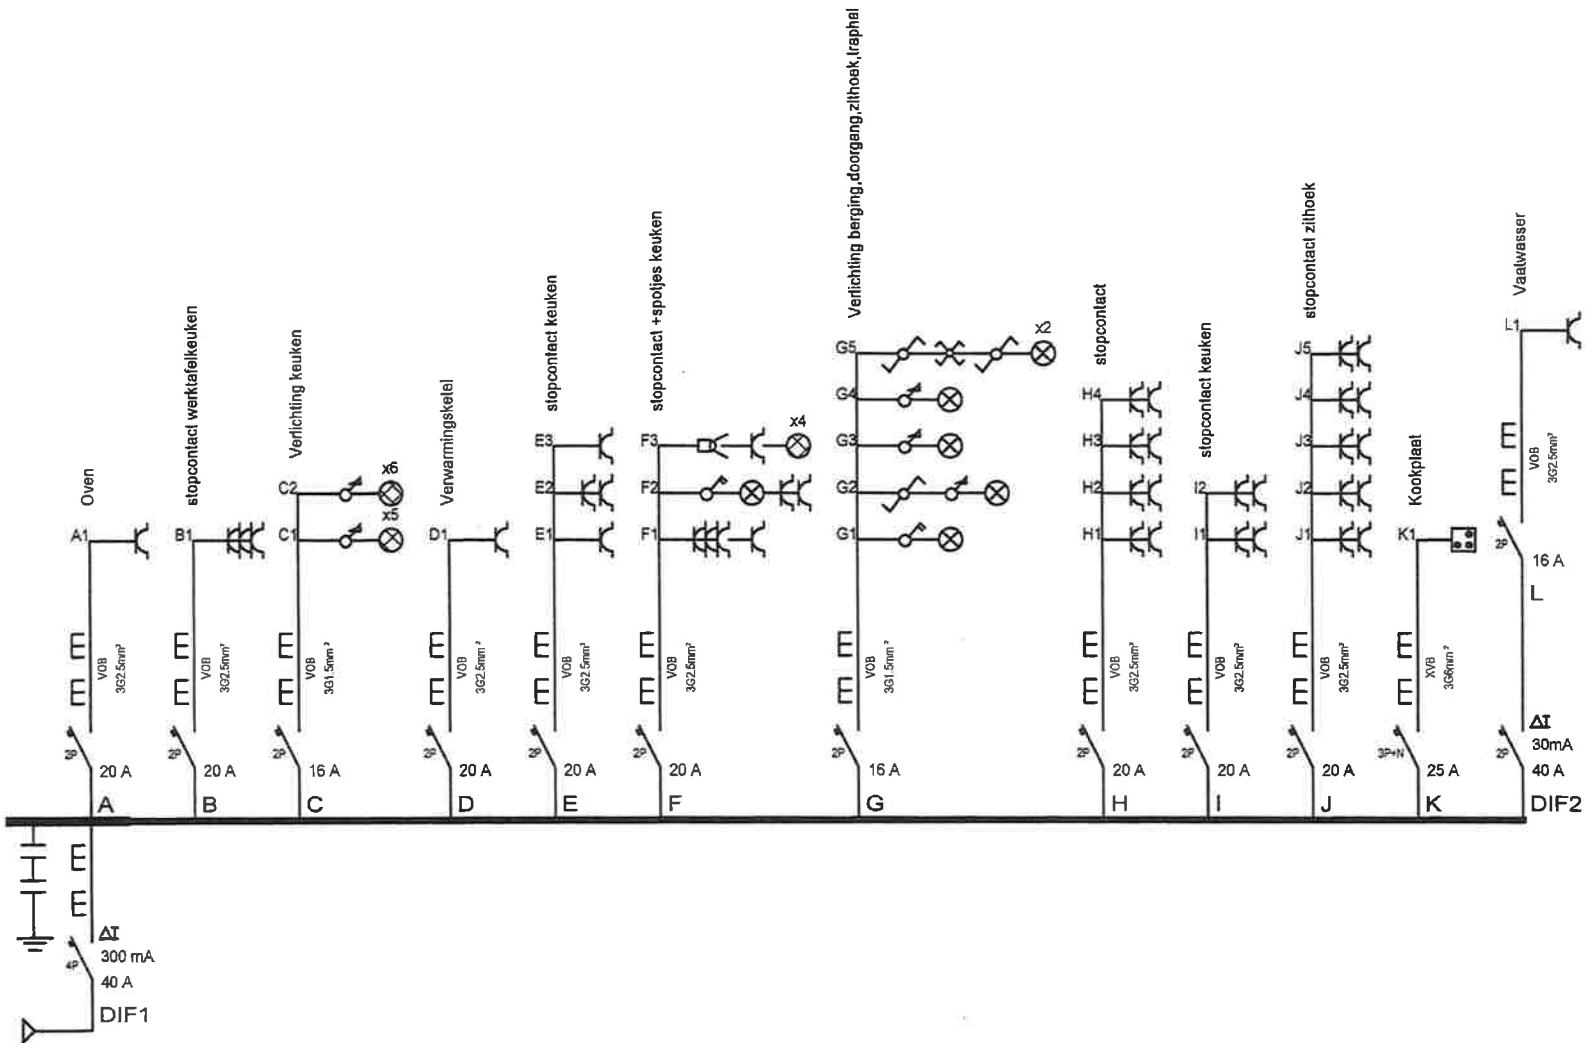 Oven
A1
VOB
3G2.5mm²
2P
20 A
A
stopcontact werktafelkeuken
B1
VOB
3G2.5mm²
2P
20 A
B
Verlichting keuken
x6
C2
x5
C1
VOB
3G1.5mm²
2P
16 A
C
Verwarmingsketel
D1
VOB
3G2.5mm²
2P
20 A
D
stopcontact keuken
E3
E2
E1
VOB
3G2.5mm²
2P
20 A
E
stopcontact +spotjes keuken
x4
F3
F2
F1
VOB
3G2.5mm²
2P
20 A
F
Verlichting berging,doorgang,zithoek,traphal
x2
G5
G4
G3
G2
G1
VOB
3G1.5mm²
2P
16 A
G
stopcontact
H4
H3
H2
H1
VOB
3G2.5mm²
2P
20 A
H
stopcontact keuken
I2
I1
VOB
3G2.5mm²
2P
20 A
I
stopcontact zithoek
J5
J4
J3
J2
J1
VOB
3G2.5mm²
2P
20 A
J
Kookplaat
K1
XVB
3G6mm²
3P+N
25 A
K
Vaatwasser
L1
VOB
3G2.5mm²
2P
16 A
L
ΔI
30mA
2P
40 A
DIF2
ΔI
300 mA
4P
40 A
DIF1